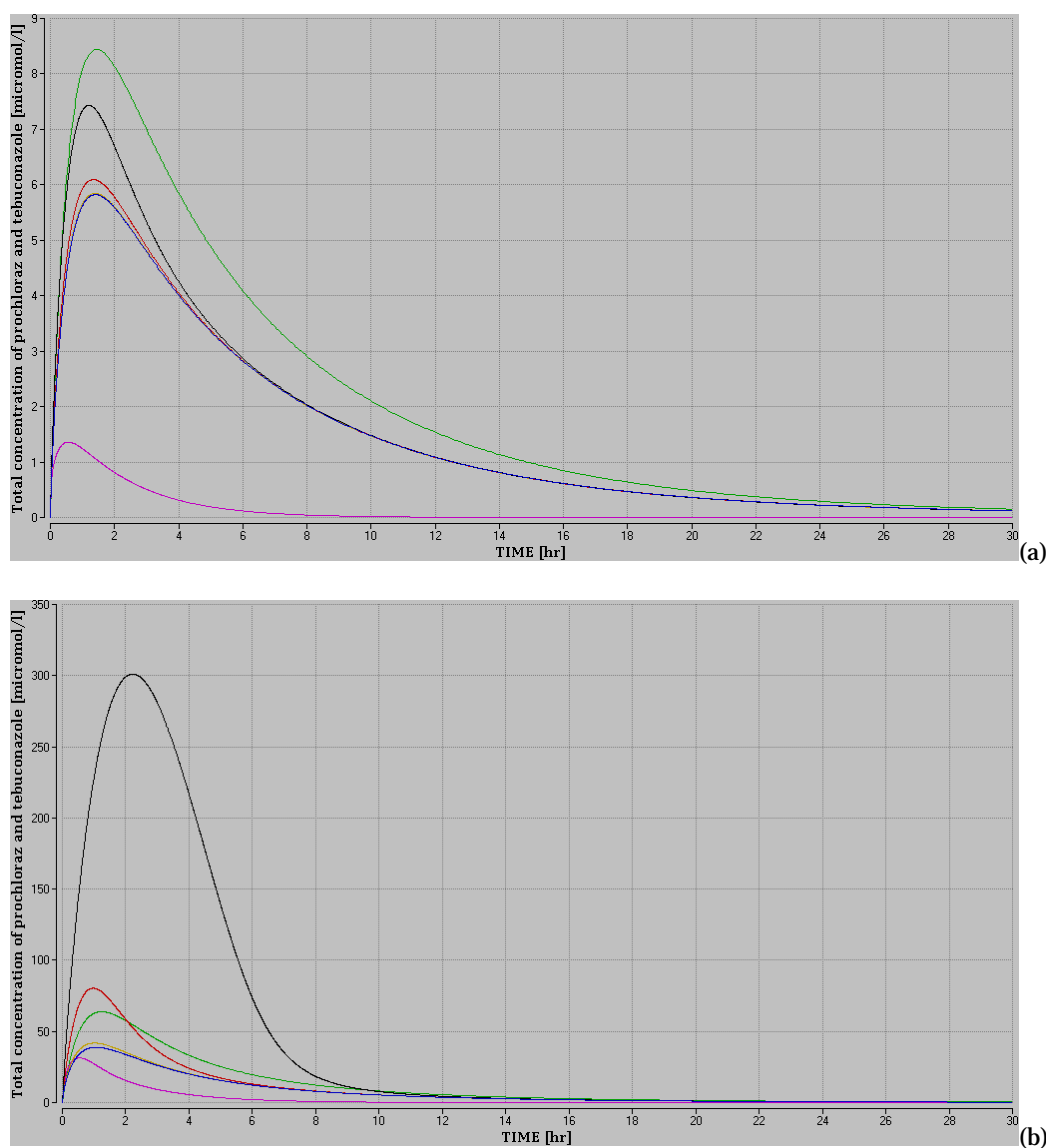 Total concentration of prochloraz and tebuconazole [micromol/l]
9
8
7
6
5
4
3
2
1
0
0 2 4 6 8 10 12 14 16 18 20 22 24 26 28 30
TIME [hr]
(a)
Total concentration of prochloraz and tebuconazole [micromol/l]
350
300
250
200
150
100
50
0
0 2 4 6 8 10 12 14 16 18 20 22 24 26 28 30
TIME [hr]
(b)